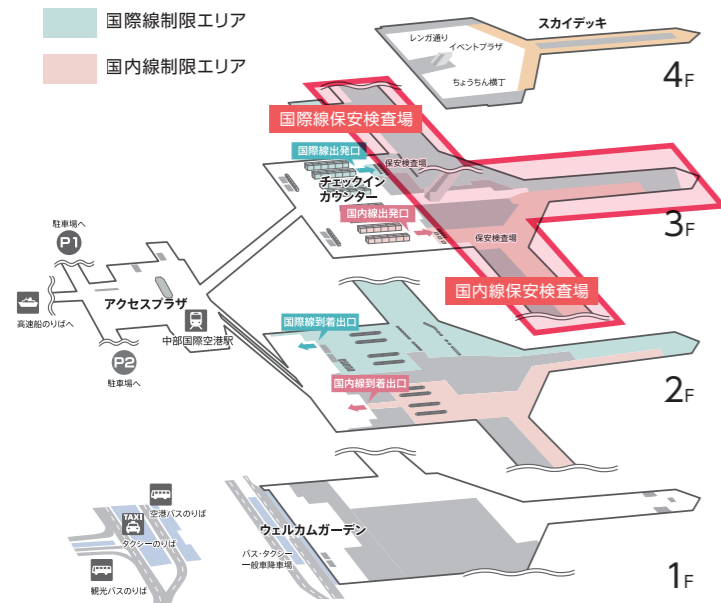 国際線制限エリア
国内線制限エリア
スカイデッキ
レンガ通り
イベントプラザ
ちょうちん横丁
4F
国際線保安検査場
国際線出発口
保安検査場
チェックイン
カウンター
国内線出発口
保安検査場
3F
国内線保安検査場
駐車場へ
P1
アクセスプラザ
高速船のりばへ
中部国際空港駅
P2
駐車場へ
国際線到着出口
国内線到着出口
2F
空港バスのりば
TAXI
タクシーのりば
観光バスのりば
ウェルカムガーデン
バス・タクシー
一般車降車場
1F